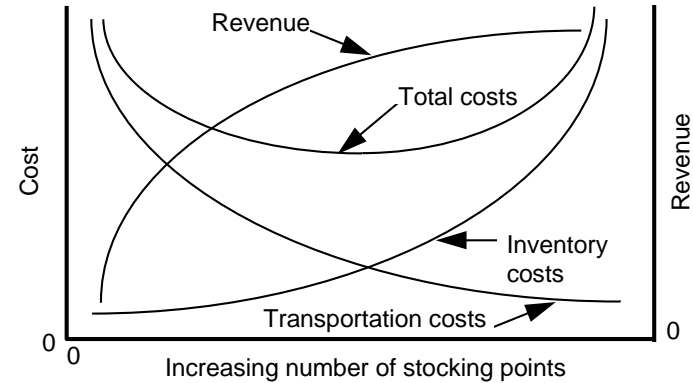 Revenue
Total costs
Cost
Revenue
Inventory
costs
Transportation costs
0
0
0
Increasing number of stocking points